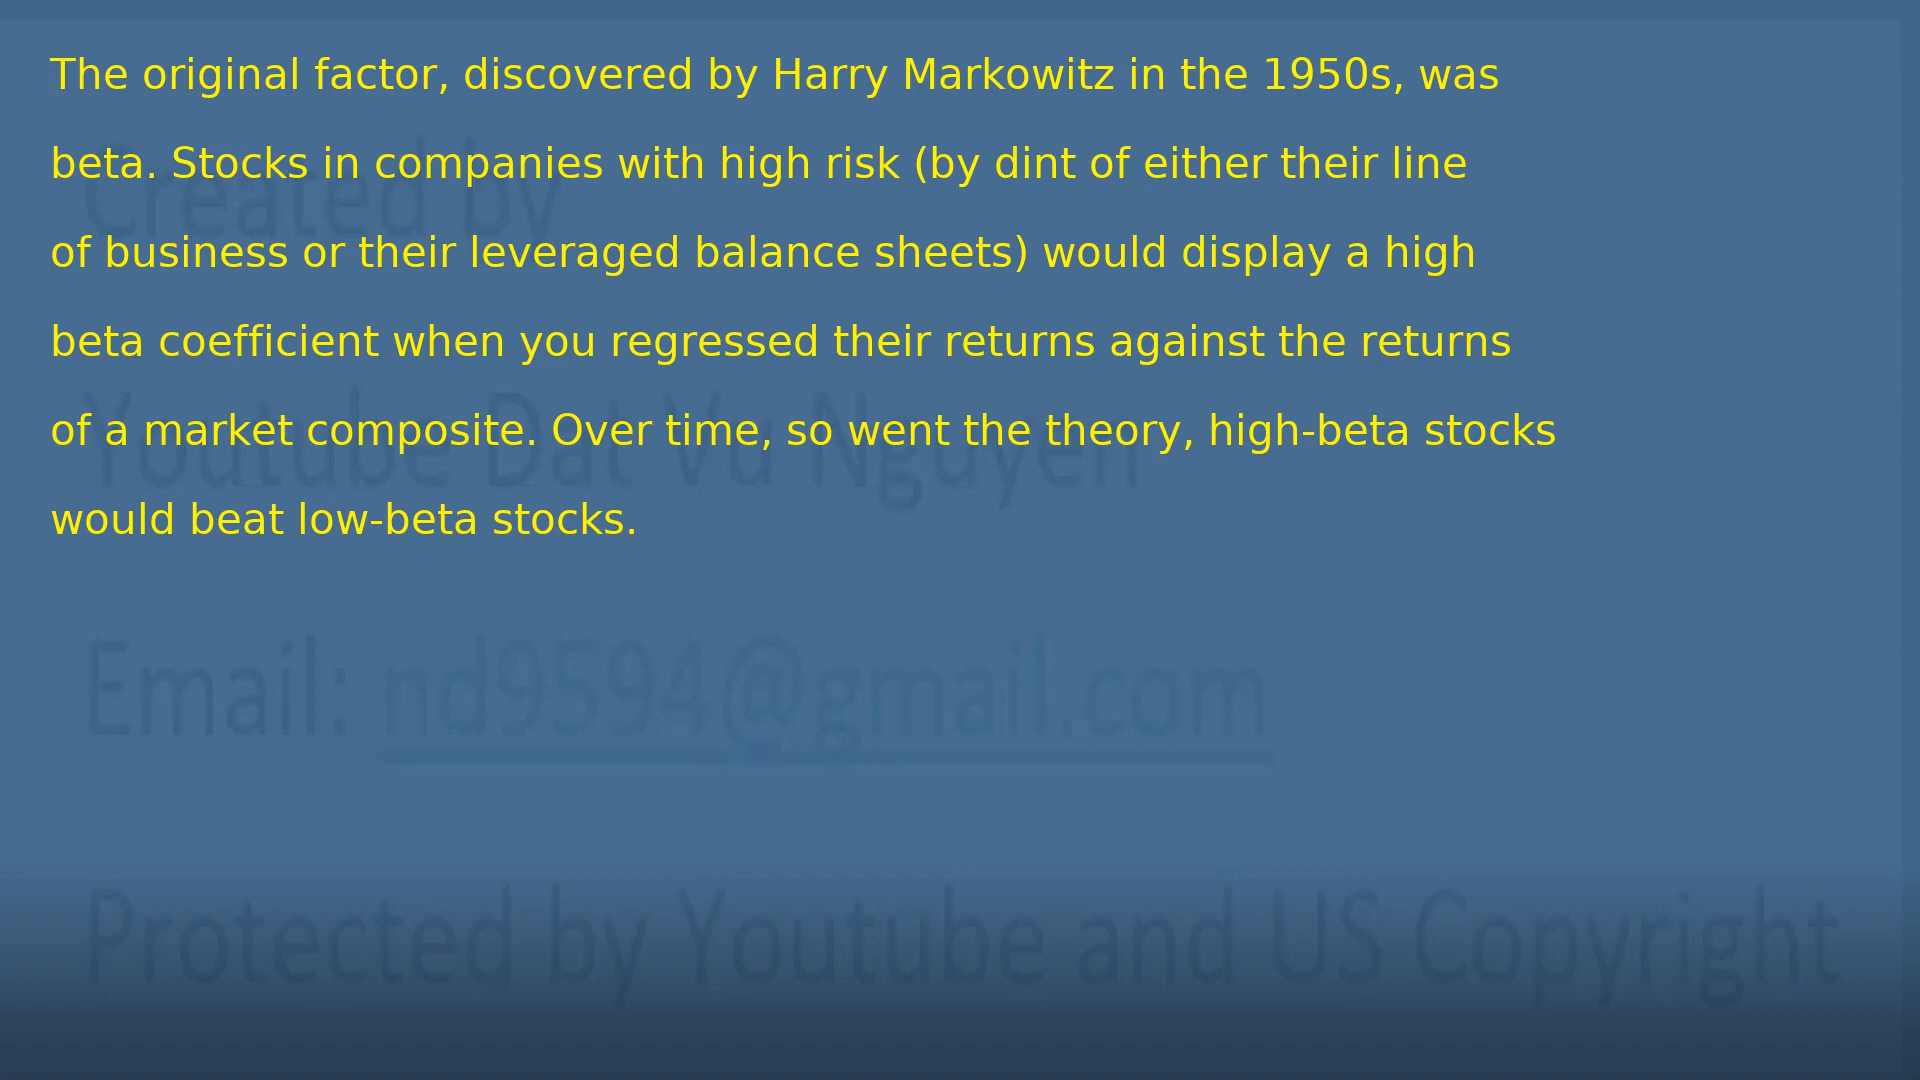 The original factor, discovered by Harry Markowitz in the 1950s, was
beta. Stocks in companies with high risk (by dint of either their line
of business or their leveraged balance sheets) would display a high
beta coefficient when you regressed their returns against the returns
of a market composite. Over time, so went the theory, high-beta stocks
would beat low-beta stocks.
Created by
Youtube Dat Vu Nguyen
Email: nd9594@gmail.com
Protected by Youtube and US Copyright